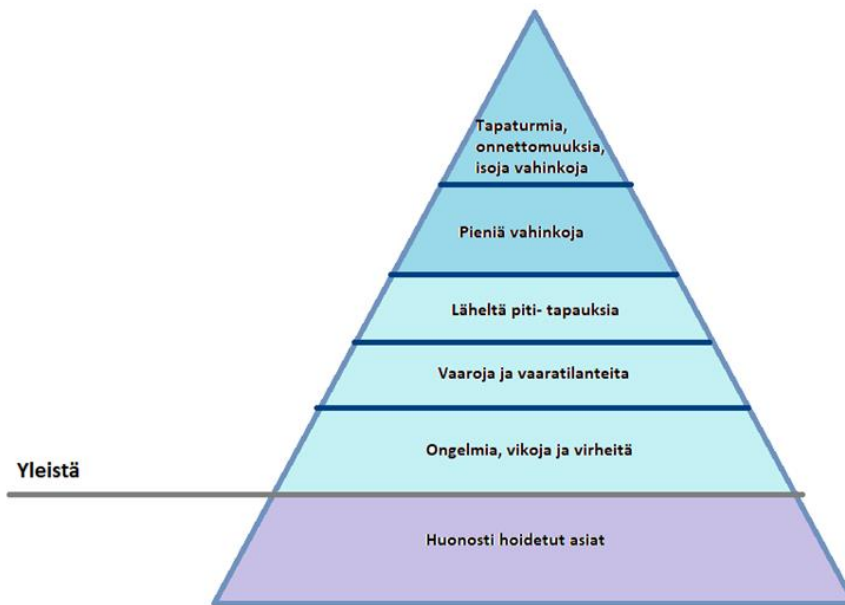 Tapaturmia,
onnettomuuksia,
isoja vahinkoja
Pieniä vahinkoja
Läheltä piti- tapauksia
Vaaroja ja vaaratilanteita
Ongelmia, vikoja ja virheitä
Yleistä
Huonosti hoidetut asiat